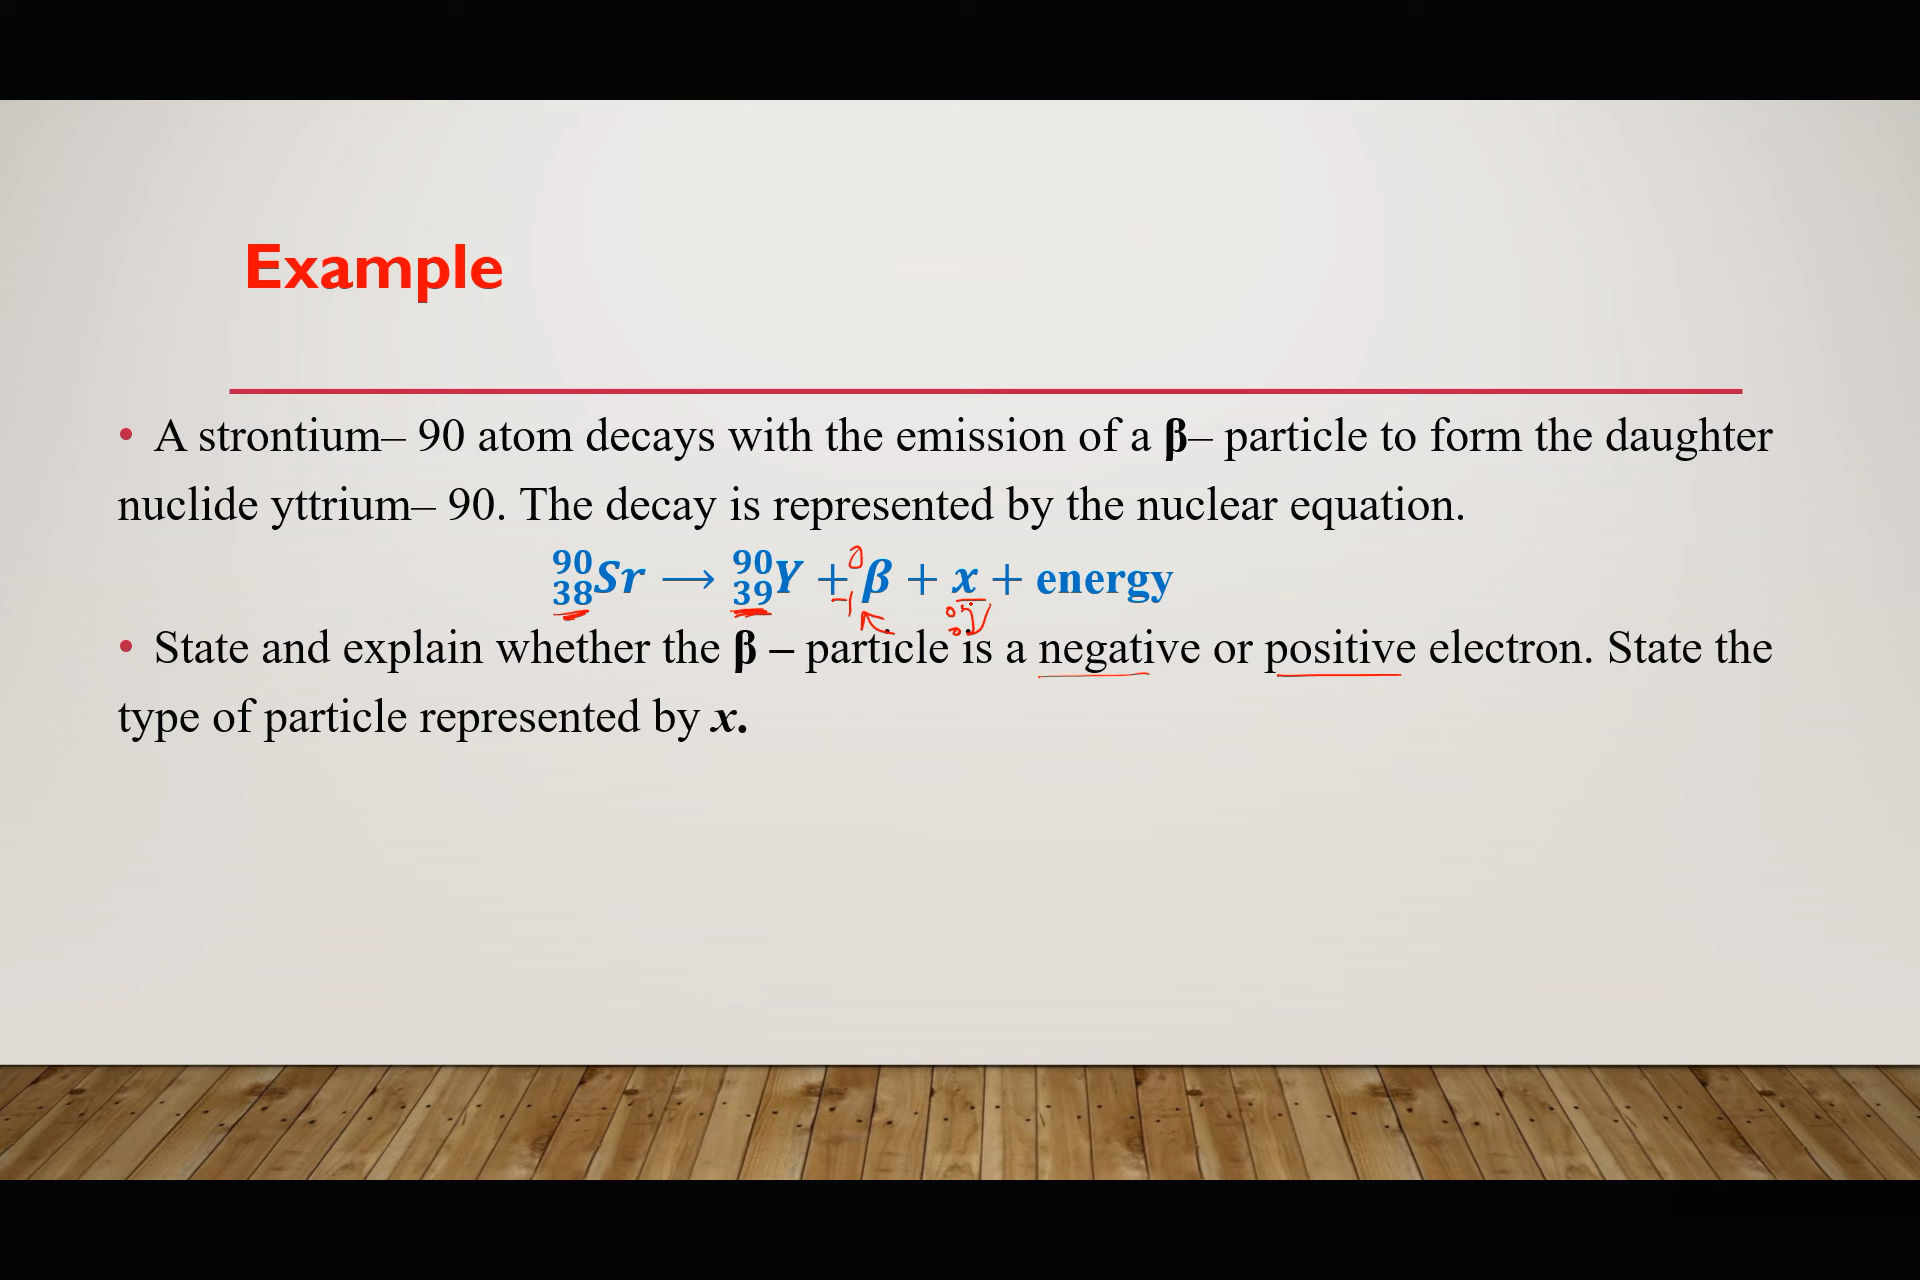 Example
• A strontium– 90 atom decays with the emission of a β– particle to form the daughter
nuclide yttrium– 90. The decay is represented by the nuclear equation.
⁹⁰₃₈Sr ⟶ ⁹⁰₃₉Y + ⁰₋₁β + x + energy
• State and explain whether the β – particle is a negative or positive electron. State the
type of particle represented by x.